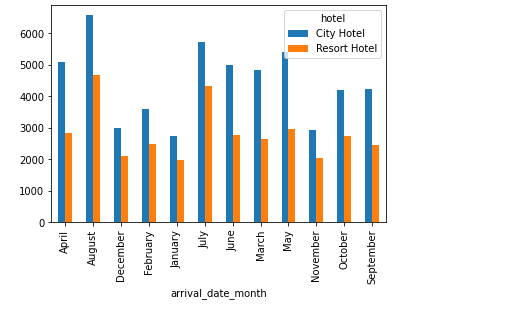 hotel
City Hotel
Resort Hotel
6000
5000
4000
3000
2000
1000
0
April
August
December
February
January
July
June
March
May
November
October
September
arrival_date_month